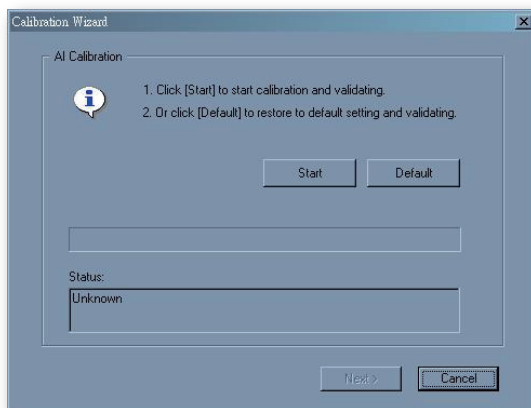 Calibration Wizard
AI Calibration
1. Click [Start] to start calibration and validating.
2. Or click [Default] to restore to default setting and validating.
Start
Default
Status:
Unknown
Next >
Cancel